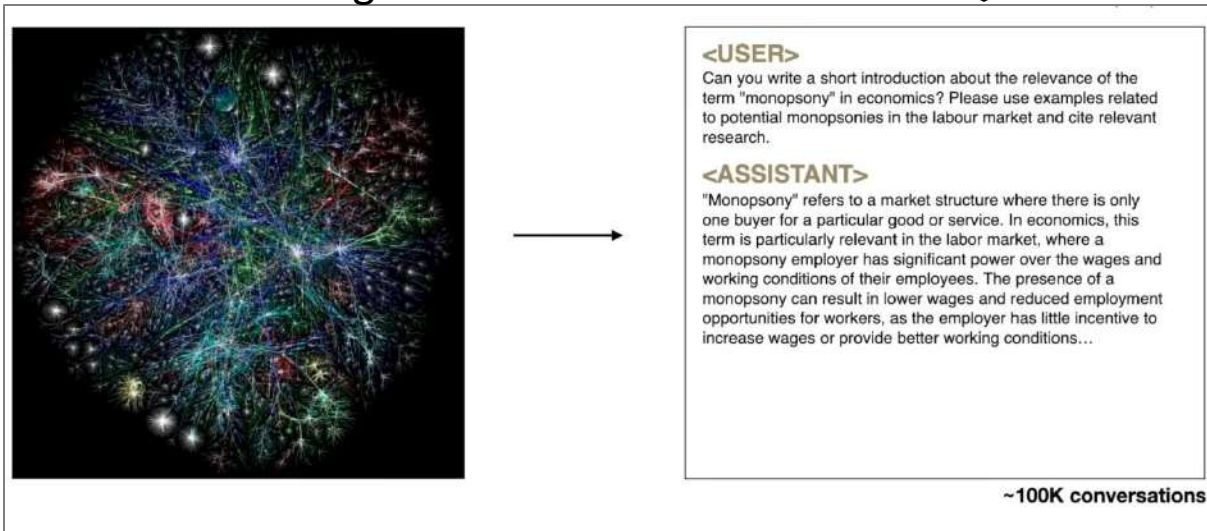 <USER>
Can you write a short introduction about the relevance of the
term "monopsony" in economics? Please use examples related
to potential monopsonies in the labour market and cite relevant
research.
<ASSISTANT>
"Monopsony" refers to a market structure where there is only
one buyer for a particular good or service. In economics, this
term is particularly relevant in the labor market, where a
monopsony employer has significant power over the wages and
working conditions of their employees. The presence of a
monopsony can result in lower wages and reduced employment
opportunities for workers, as the employer has little incentive to
increase wages or provide better working conditions...
~100K conversations